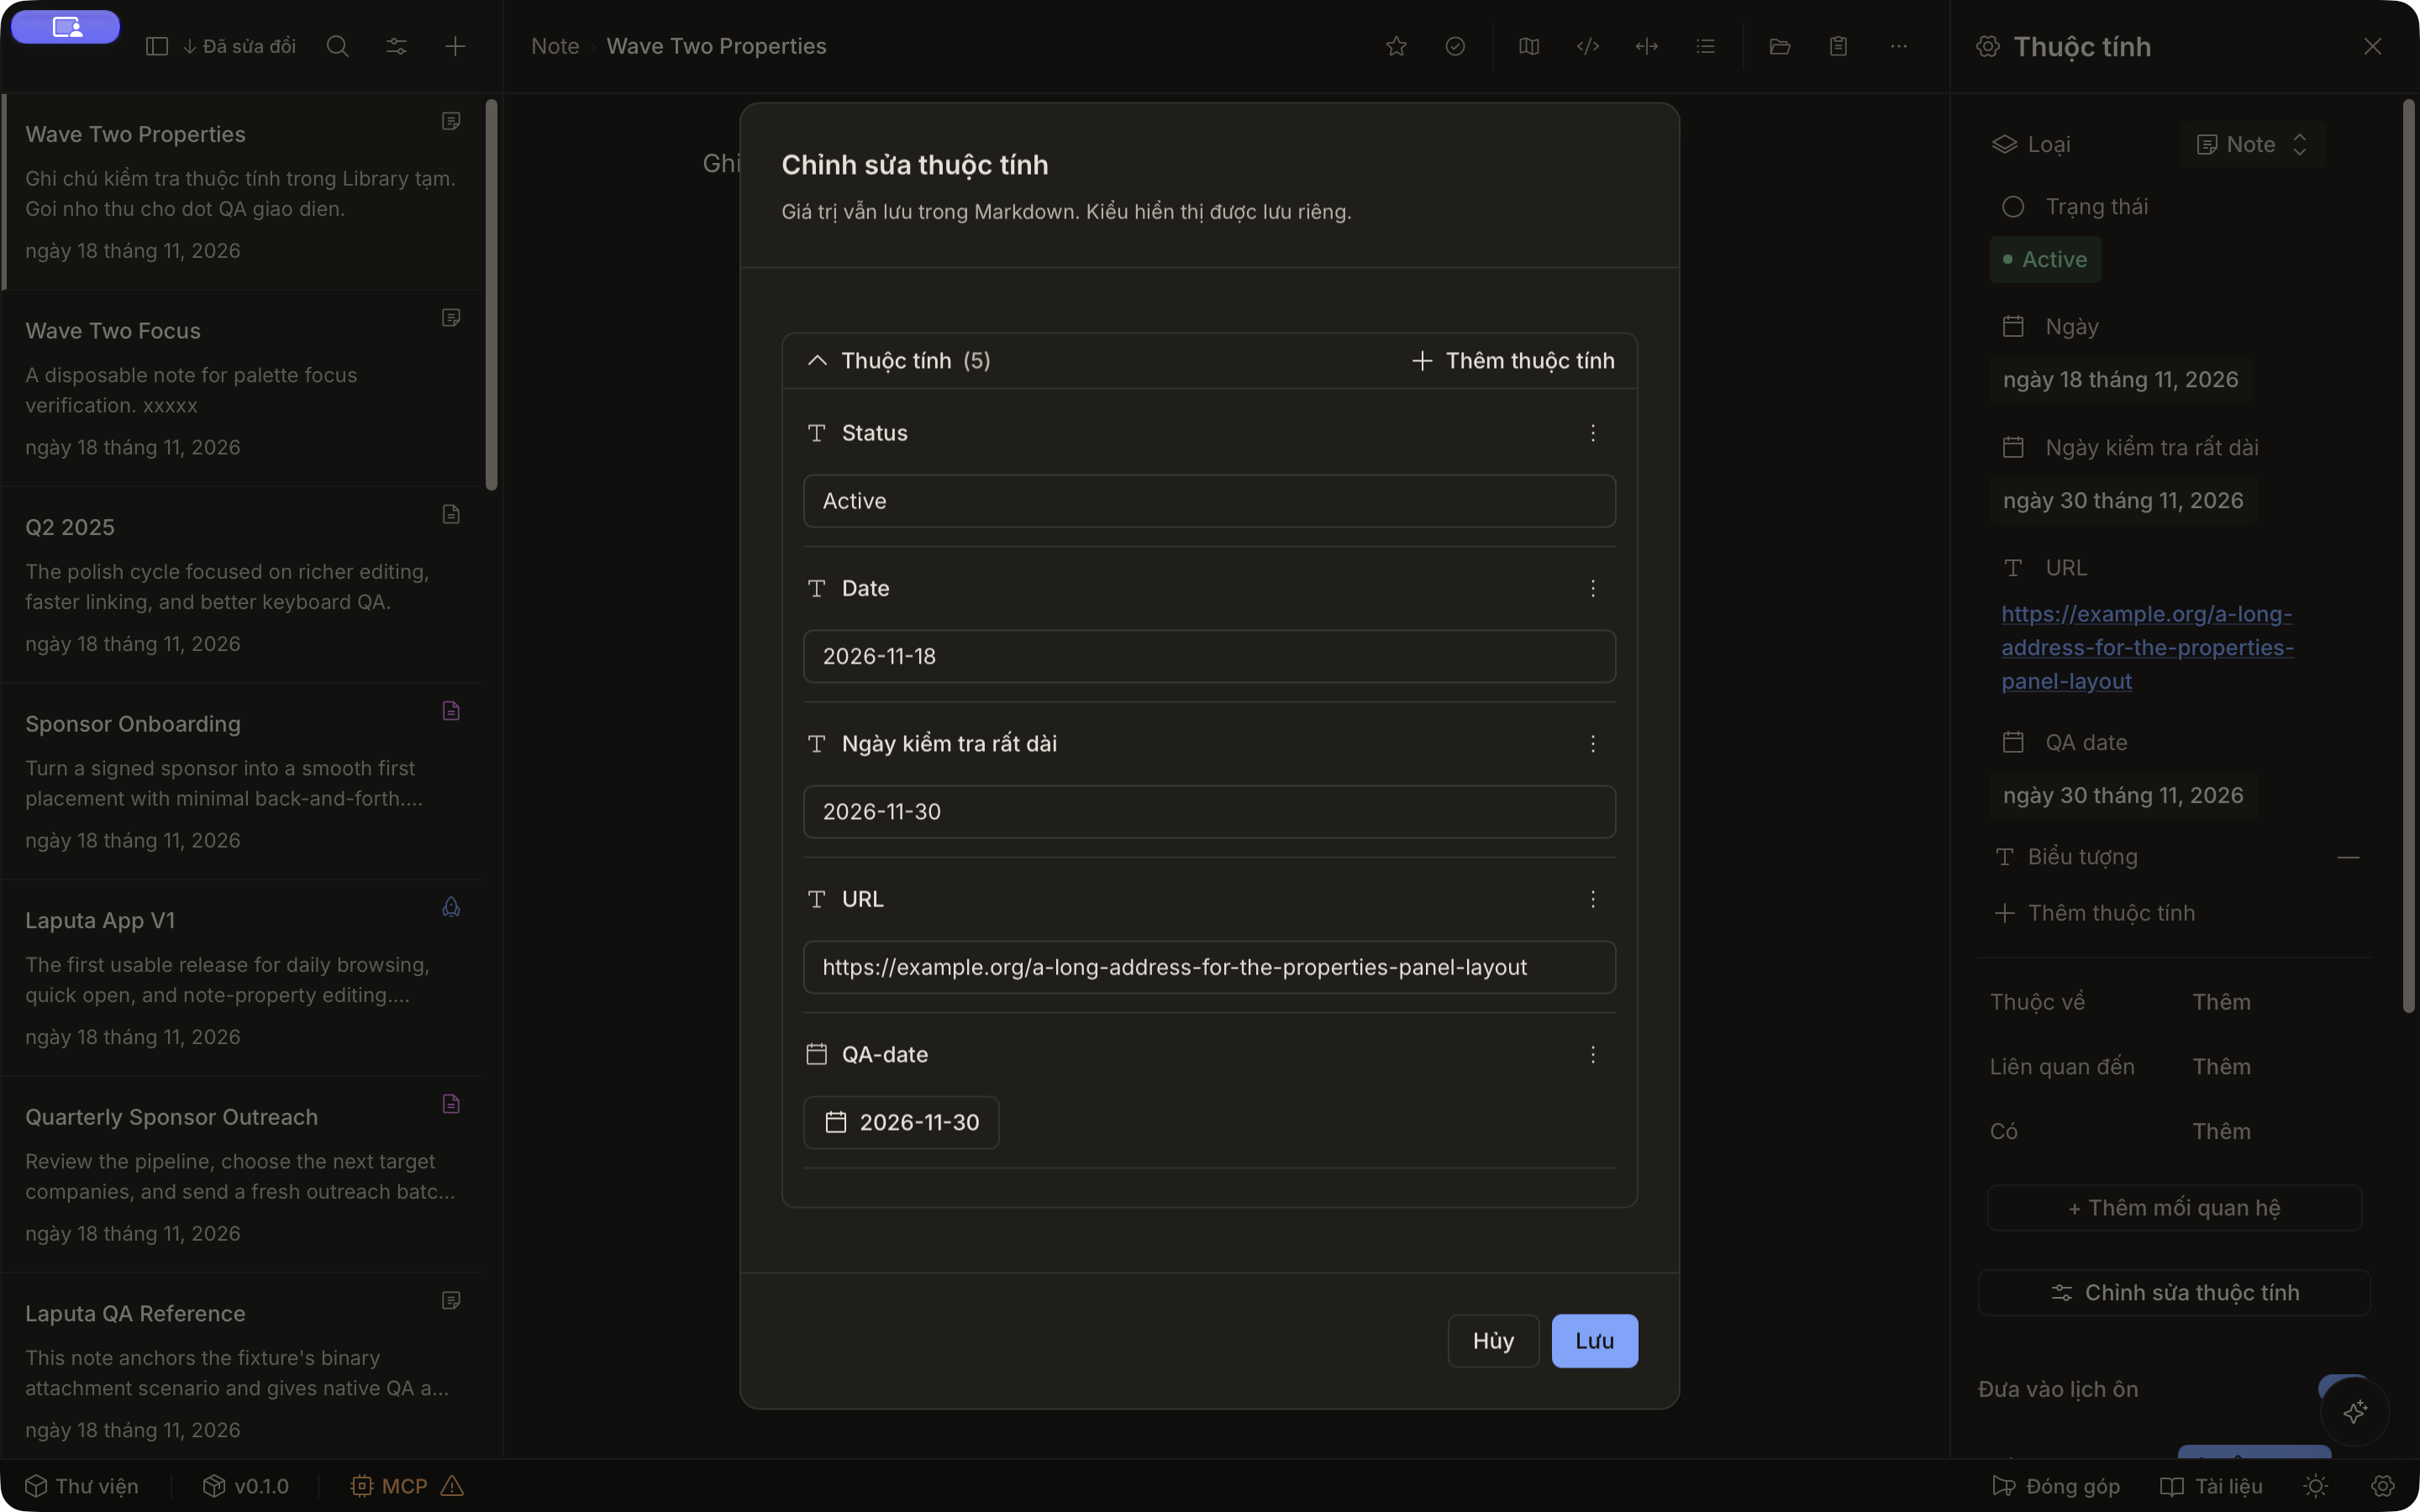 Đã sửa đổi
Wave Two Properties
Ghi chú kiểm tra thuộc tính trong Library tạm.
Goi nho thu cho dot QA giao dien.
ngày 18 tháng 11, 2026
Wave Two Focus
A disposable note for palette focus
verification. xxxxx
ngày 18 tháng 11, 2026
Q2 2025
The polish cycle focused on richer editing,
faster linking, and better keyboard QA.
ngày 18 tháng 11, 2026
Sponsor Onboarding
Turn a signed sponsor into a smooth first
placement with minimal back-and-forth....
ngày 18 tháng 11, 2026
Laputa App V1
The first usable release for daily browsing,
quick open, and note-property editing....
ngày 18 tháng 11, 2026
Quarterly Sponsor Outreach
Review the pipeline, choose the next target
companies, and send a fresh outreach batc...
ngày 18 tháng 11, 2026
Laputa QA Reference
This note anchors the fixture's binary
attachment scenario and gives native QA a...
ngày 18 tháng 11, 2026
Note › Wave Two Properties
Ghi
Chỉnh sửa thuộc tính
Giá trị vẫn lưu trong Markdown. Kiểu hiển thị được lưu riêng.
Thuộc tính (5)
Thêm thuộc tính
Status
Active
Date
2026-11-18
Ngày kiểm tra rất dài
2026-11-30
URL
https://example.org/a-long-address-for-the-properties-panel-layout
QA-date
2026-11-30
Hủy
Lưu
Thuộc tính
Loại
Note
Trạng thái
Active
Ngày
ngày 18 tháng 11, 2026
Ngày kiểm tra rất dài
ngày 30 tháng 11, 2026
URL
https://example.org/a-long-
address-for-the-properties-
panel-layout
QA date
ngày 30 tháng 11, 2026
Biểu tượng —
Thêm thuộc tính
Thuộc về Thêm
Liên quan đến Thêm
Có Thêm
+ Thêm mối quan hệ
Chỉnh sửa thuộc tính
Đưa vào lịch ôn
Thư viện
v0.1.0
MCP
Đóng góp
Tài liệu